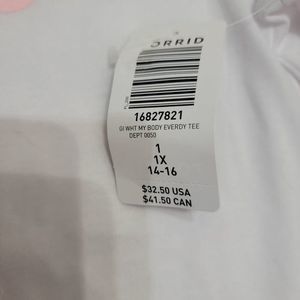 ORRID
16827821
GI WHT MY BODY EVERDY TEE
DEPT 0050
1
1X
14-16
$32.50 USA
$41.50 CAN